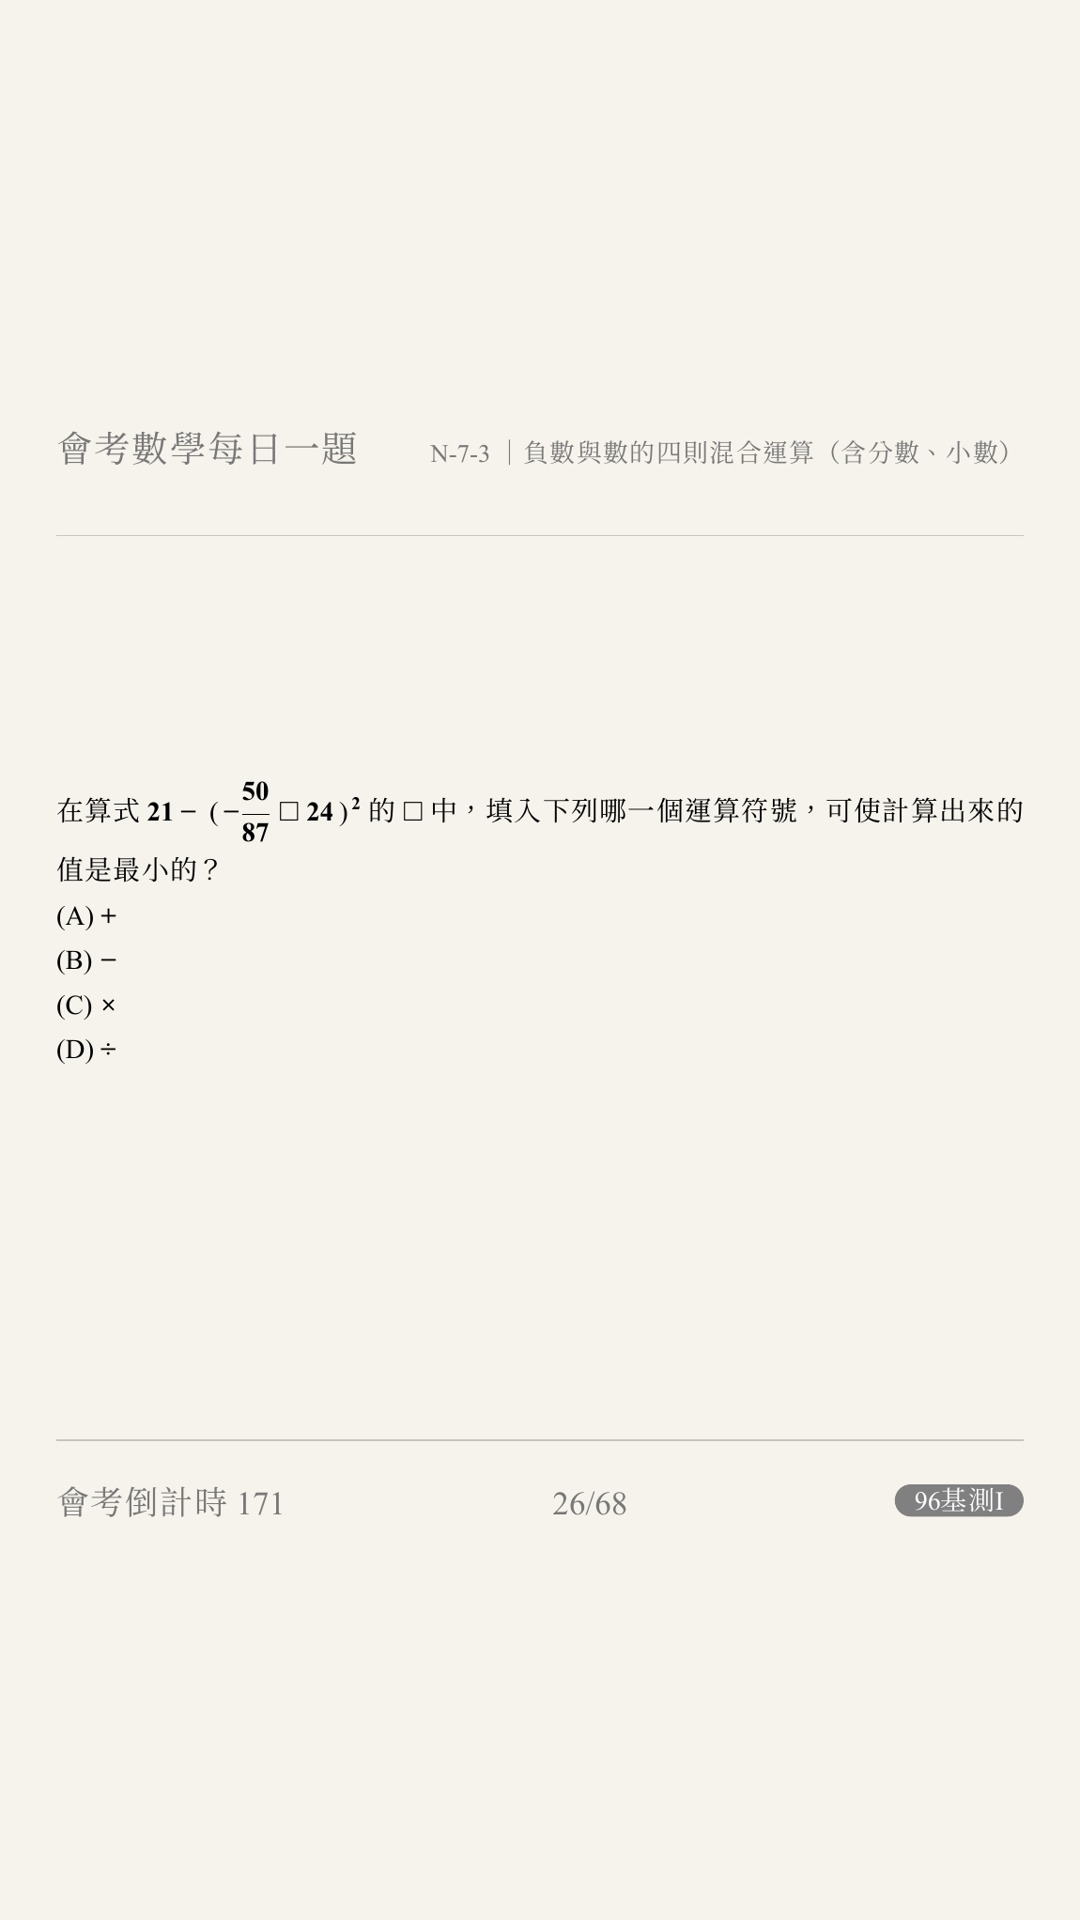 會考數學每日一題
N-7-3｜負數與數的四則混合運算（含分數、小數）
在算式 21－(－50/87 □ 24)² 的 □ 中，填入下列哪一個運算符號，可使計算出來的
值是最小的？
(A)＋
(B)－
(C)×
(D)÷
會考倒計時 171
26/68
96基測I